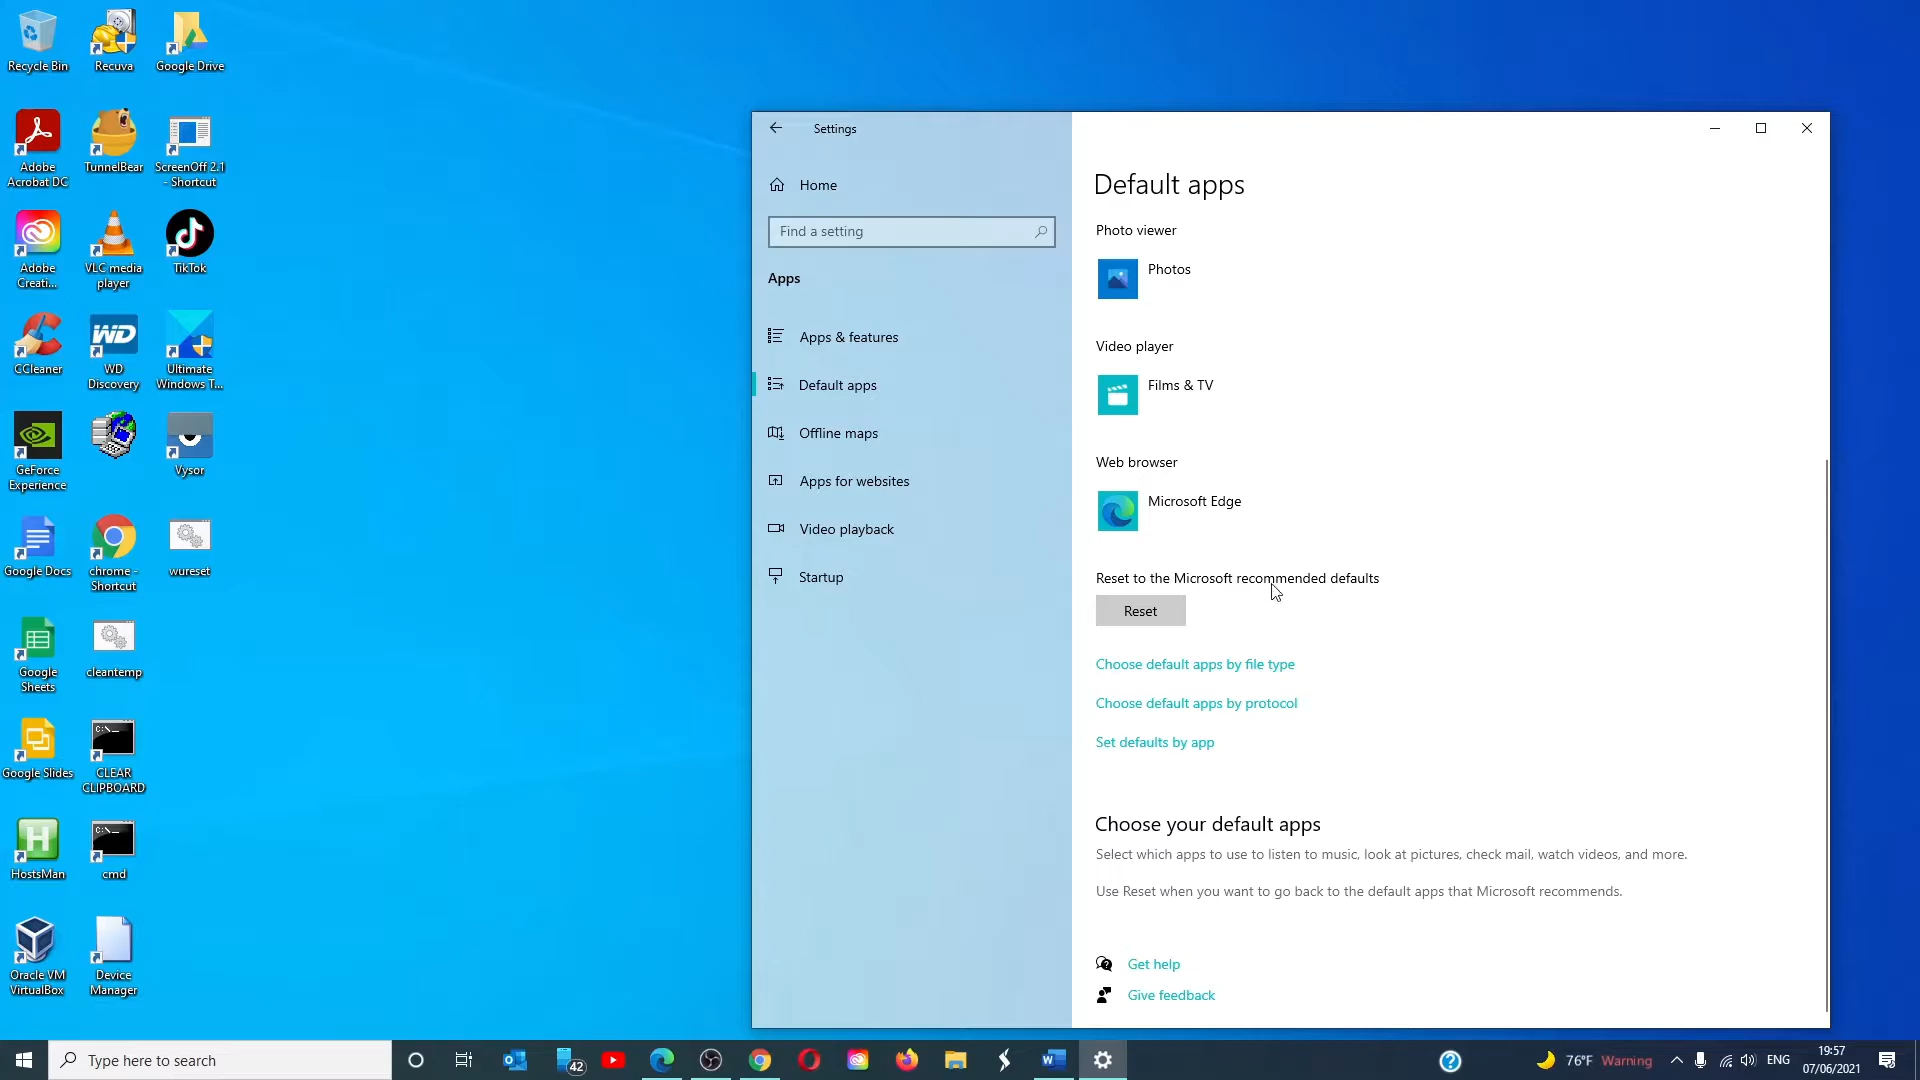 Recycle Bin
Recuva
Google Drive
Adobe
Acrobat DC
TunnelBear
ScreenOff 2.1
- Shortcut
Adobe
Creati...
VLC media
player
TikTok
CCleaner
WD
WD
Discovery
Ultimate
Windows T...
GeForce
Experience
Vysor
Google Docs
chrome -
Shortcut
wureset
Google
Sheets
cleantemp
Google Slides
C:\_
CLEAR
CLIPBOARD
H
HostsMan
C:\_
cmd
Oracle VM
VirtualBox
Device
Manager
Settings
Home
Find a setting
Apps
Apps & features
Default apps
Offline maps
Apps for websites
Video playback
Startup
Default apps
Photo viewer
Photos
Video player
Films & TV
Web browser
Microsoft Edge
Reset to the Microsoft recommended defaults
Reset
Choose default apps by file type
Choose default apps by protocol
Set defaults by app
Choose your default apps
Select which apps to use to listen to music, look at pictures, check mail, watch videos, and more.
Use Reset when you want to go back to the default apps that Microsoft recommends.
Get help
Give feedback
Type here to search
42
76°F Warning
ENG
19:57
07/06/2021